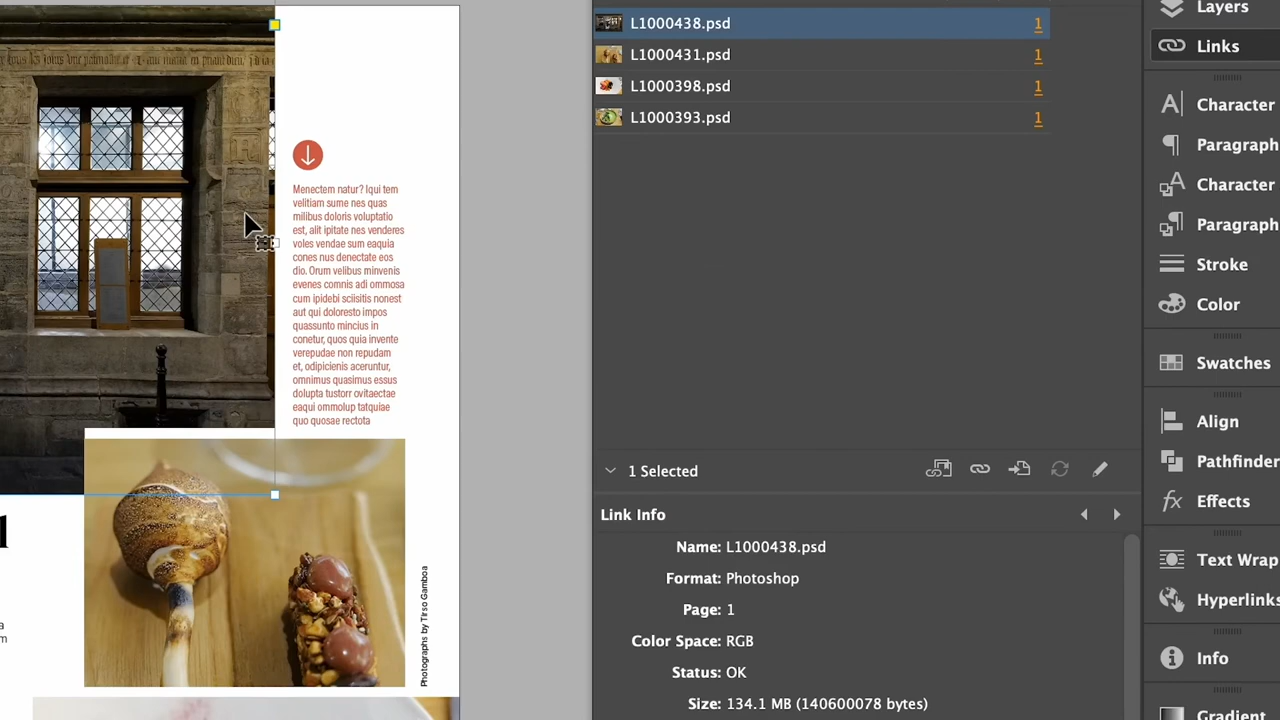 Menectem natur? Iqui tem
velitiam sume nes quas
milibus doloris voluptatio
est, alit ipitate nes venderes
voles vendae sum eaquia
cones nus denectate eos
dio. Orum velibus minvenis
evenes comnis adi ommosa
cum ipidebi sciisitis nonest
aut qui doloresto impos
quassunto mincius in
conetur, quos quia invente
verepudae non repudam
et, odipicienis aceruntur,
omnimus quasimus essus
dolupta tustorr ovitaectae
eaqui ommolup tatquiae
quo quosae rectota
Photographs by Tirso Gamboa
L1000438.psd 1
L1000431.psd 1
L1000398.psd 1
L1000393.psd 1
1 Selected
Link Info
Name: L1000438.psd
Format: Photoshop
Page: 1
Color Space: RGB
Status: OK
Size: 134.1 MB (140600078 bytes)
Layers
Links
Character
Paragraph
Character
Paragraph
Stroke
Color
Swatches
Align
Pathfinder
Effects
Text Wrap
Hyperlinks
Info
Gradient